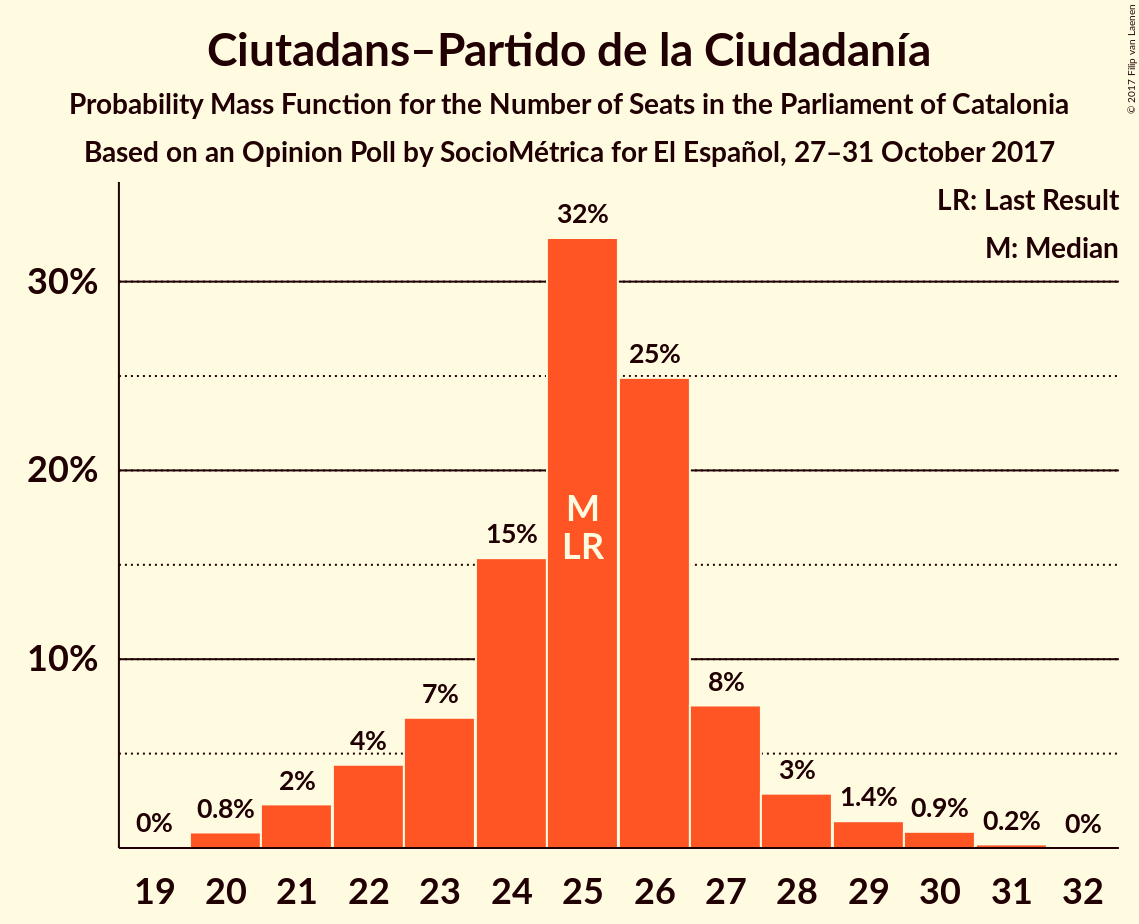 Ciutadans–Partido de la Ciudadanía
Probability Mass Function for the Number of Seats in the Parliament of Catalonia
Based on an Opinion Poll by SocioMétrica for El Español, 27–31 October 2017
© 2017 Filip van Laenen
LR: Last Result
M: Median
30%
20%
10%
0%
0.8%
2%
4%
7%
15%
32%
25%
8%
3%
1.4%
0.9%
0.2%
0%
M
LR
19 20 21 22 23 24 25 26 27 28 29 30 31 32